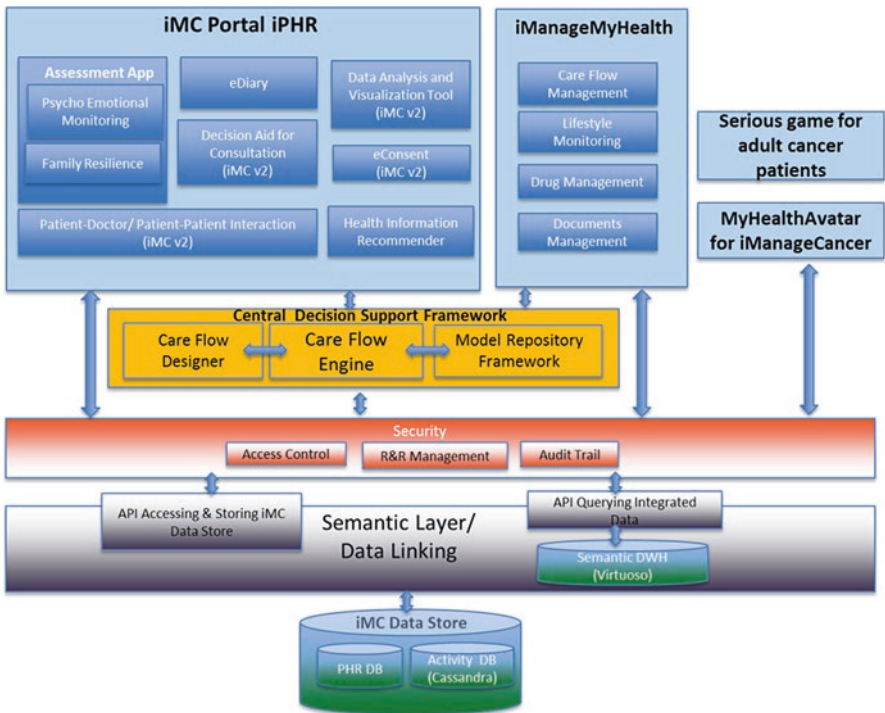 iMC Portal iPHR
Assessment App
Psycho Emotional
Monitoring
Family Resilience
eDiary
Decision Aid for
Consultation
(iMC v2)
Data Analysis and
Visualization Tool
(iMC v2)
eConsent
(iMC v2)
Patient-Doctor/ Patient-Patient Interaction
(iMC v2)
Health Information
Recommender
iManageMyHealth
Care Flow
Management
Lifestyle
Monitoring
Drug Management
Documents
Management
Serious game for
adult cancer
patients
MyHealthAvatar
for iManageCancer
Central Decision Support Framework
Care Flow
Designer
Care Flow
Engine
Model Repository
Framework
Security
Access Control
R&R Management
Audit Trail
API Accessing & Storing iMC
Data Store
Semantic Layer/
Data Linking
API Querying Integrated
Data
Semantic DWH
(Virtuoso)
iMC Data Store
PHR DB
Activity DB
(Cassandra)